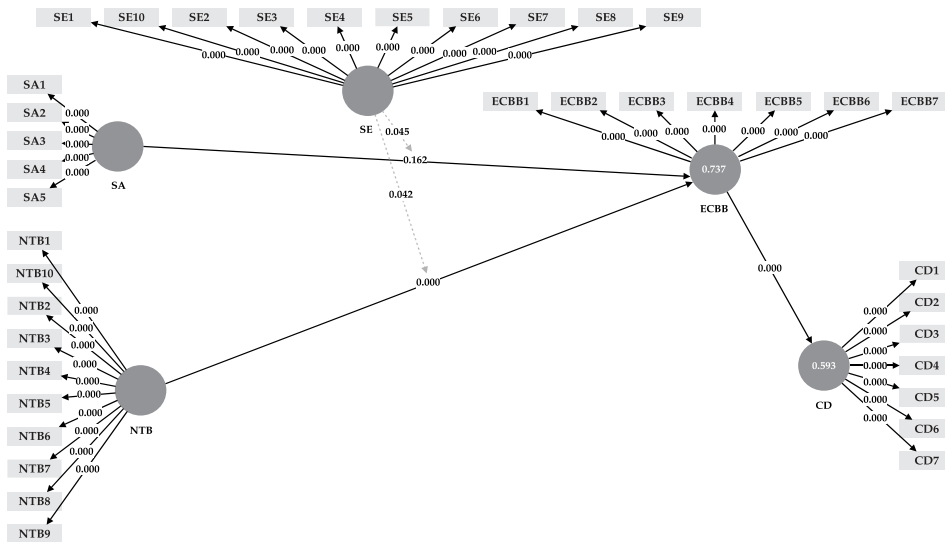 SE1 SE10 SE2 SE3 SE4 SE5 SE6 SE7 SE8 SE9
0.000 0.000 0.000 0.000 0.000 0.000 0.000 0.000 0.000 0.000
SE
SA1
SA2
SA3
SA4
SA5
0.000
0.000
0.000
0.000
0.000
SA
0.045
0.162
0.042
0.000
ECBB1 ECBB2 ECBB3 ECBB4 ECBB5 ECBB6 ECBB7
0.000 0.000 0.000 0.000 0.000 0.000 0.000
0.737
ECBB
0.000
NTB1
NTB10
NTB2
NTB3
NTB4
NTB5
NTB6
NTB7
NTB8
NTB9
0.000
0.000
0.000
0.000
0.000
0.000
0.000
0.000
0.000
0.000
NTB
0.593
CD
0.000
0.000
0.000
0.000
0.000
0.000
0.000
CD1
CD2
CD3
CD4
CD5
CD6
CD7